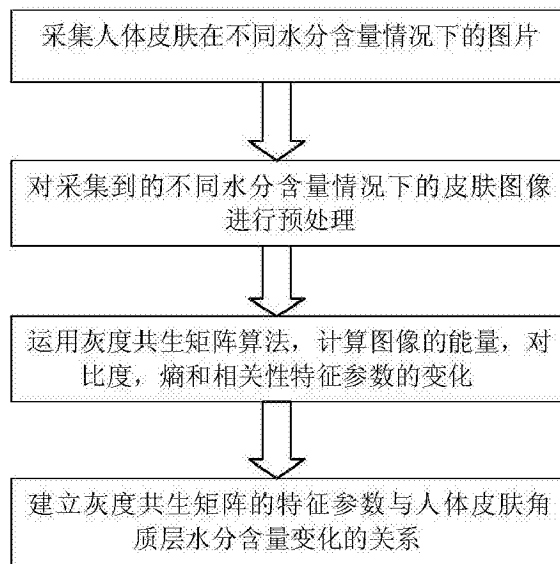 采集人体皮肤在不同水分含量情况下的图片
对采集到的不同水分含量情况下的皮肤图像
进行预处理
运用灰度共生矩阵算法，计算图像的能量，对
比度，熵和相关性特征参数的变化
建立灰度共生矩阵的特征参数与人体皮肤角
质层水分含量变化的关系